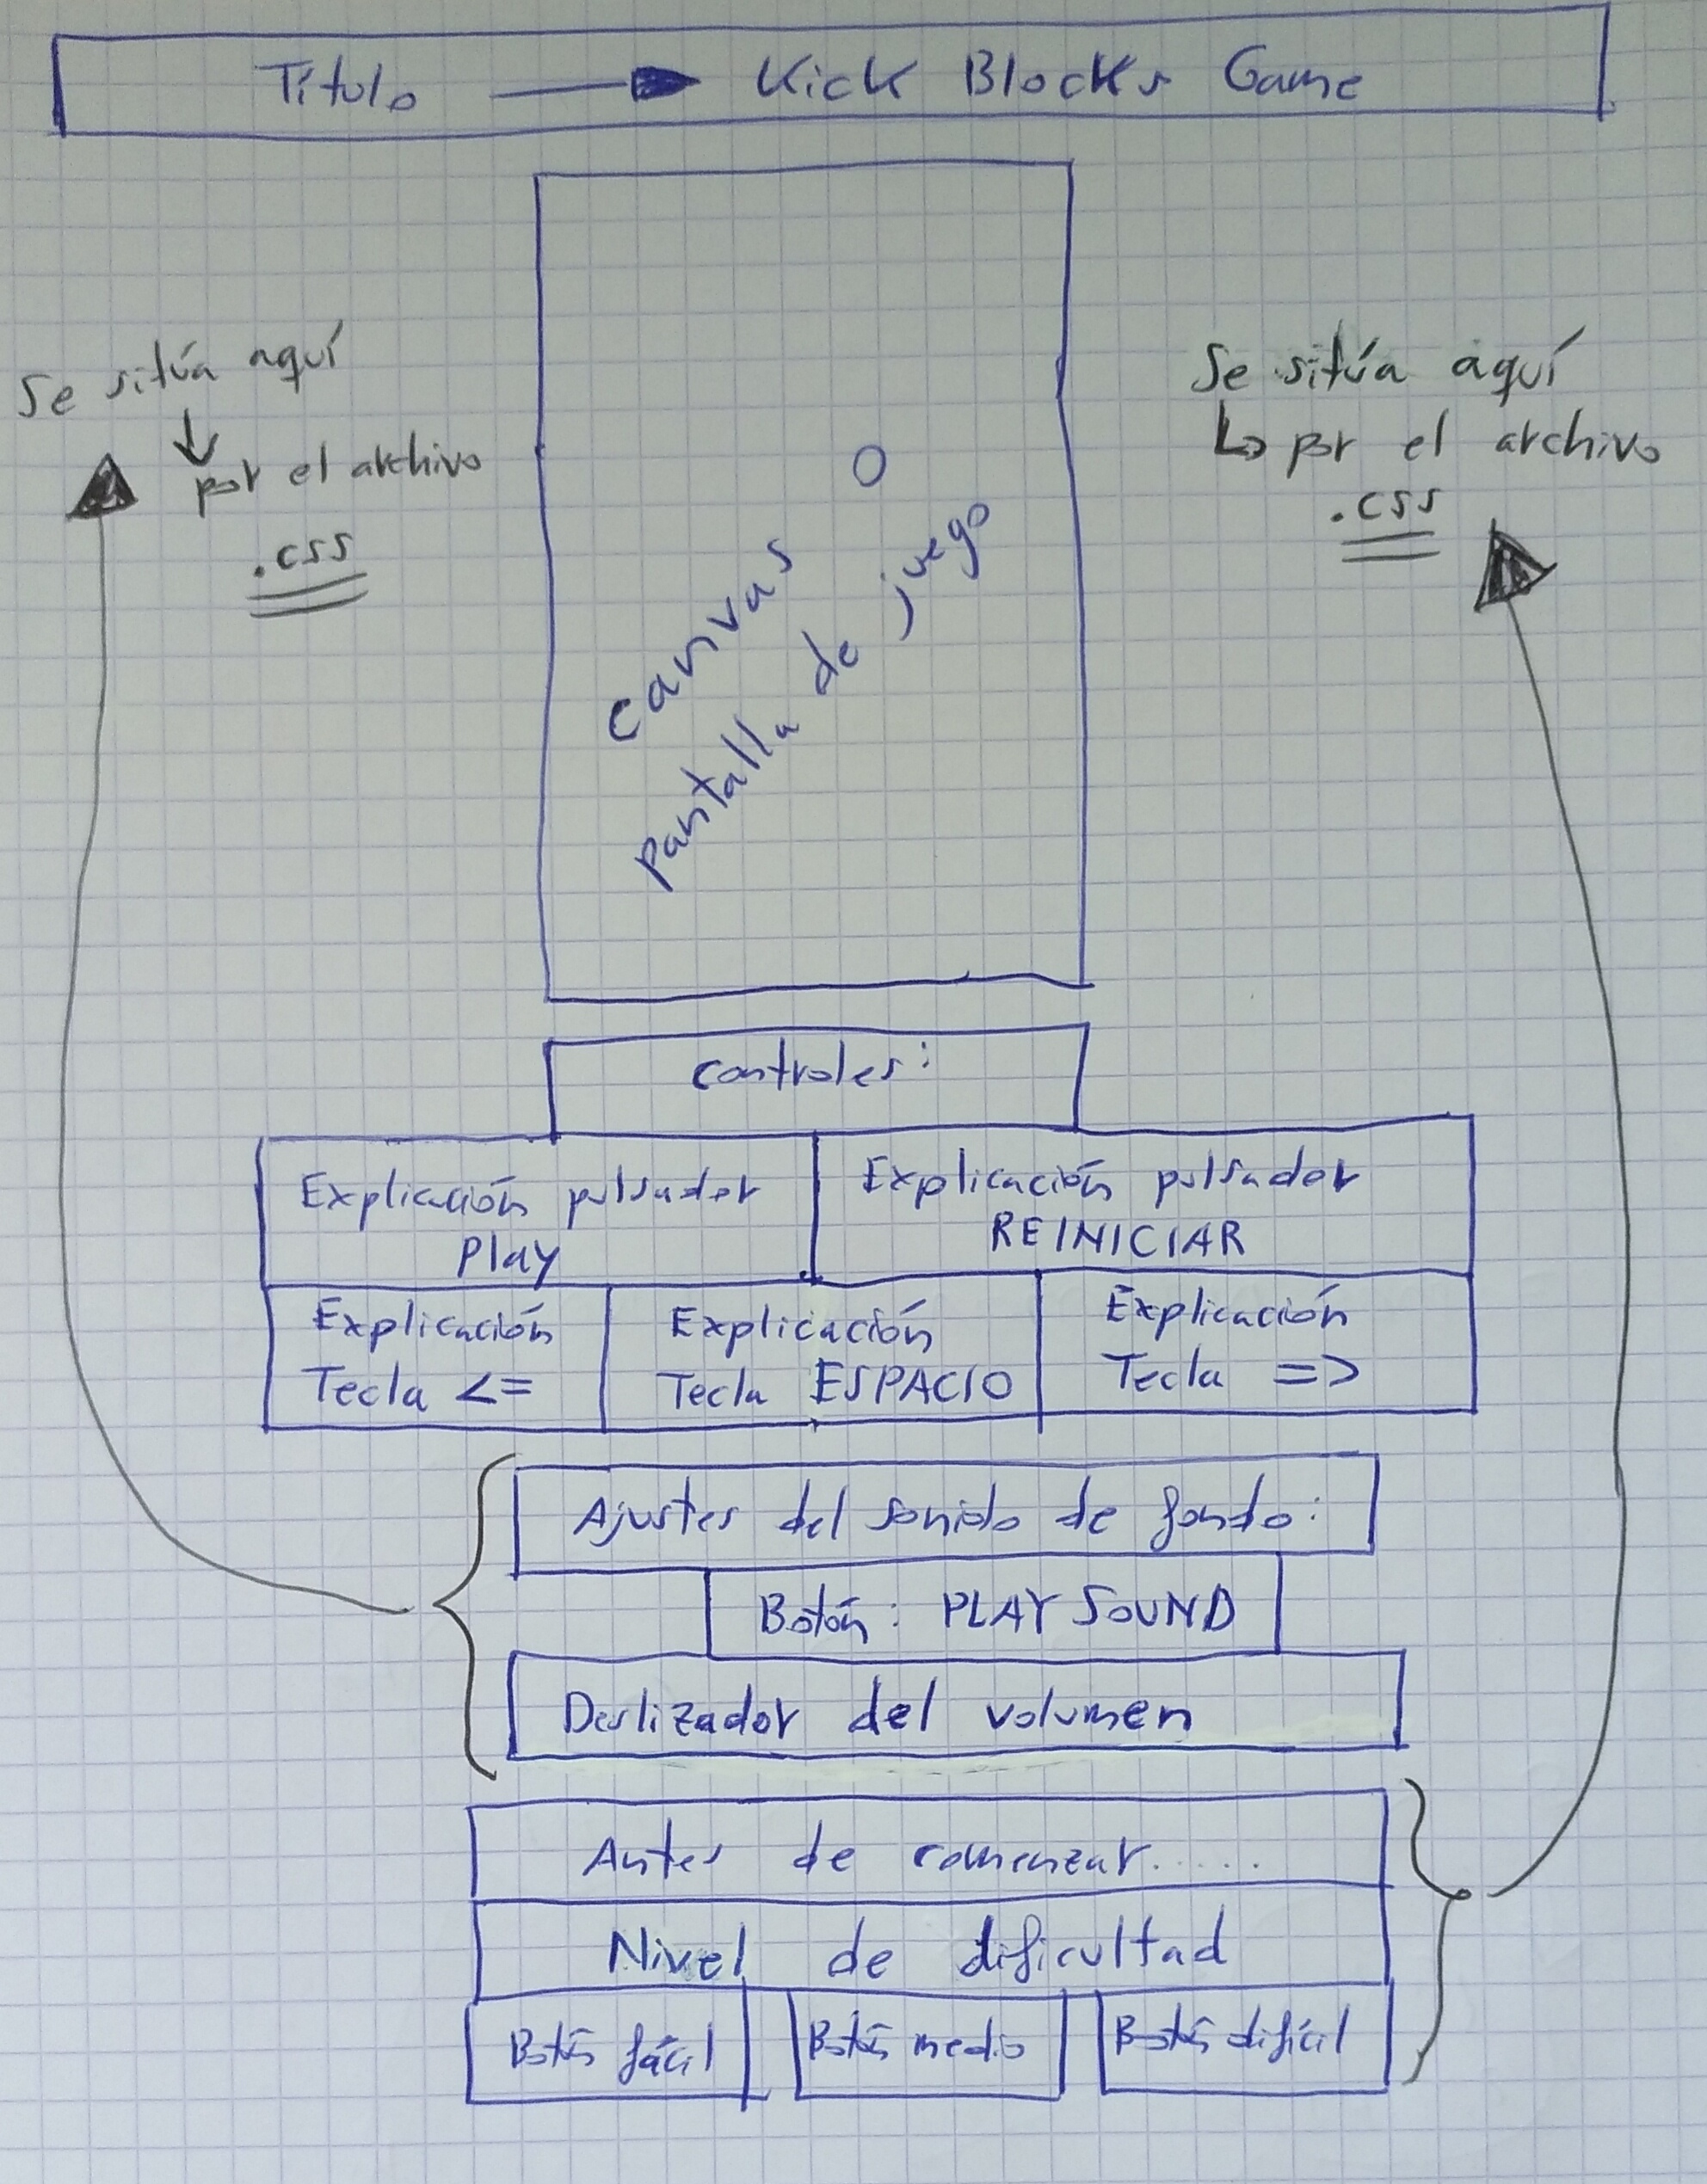 Título → Kick Blocks Game
Se sitúa aquí
↓
por el archivo
.css
Se sitúa aquí
↳ por el archivo
.css
canvas O
pantalla de juego
controles:
Explicación pulsador
Play
Explicación pulsador
REINICIAR
Explicación
Tecla <=
Explicación
Tecla ESPACIO
Explicación
Tecla =>
Ajustes del sonido de fondo:
Botón: PLAY SOUND
Deslizador del volumen
Antes de comenzar.....
Nivel de dificultad
Botón fácil
Botón medio
Botón difícil